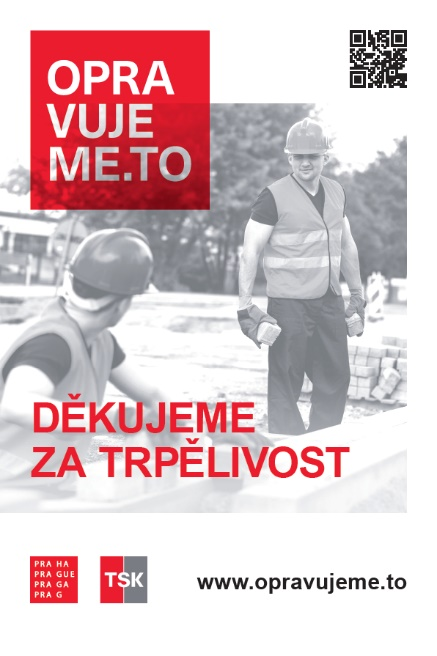 OPRA
VUJE
ME.TO
DĚKUJEME
ZA TRPĚLIVOST
PRA HA
PRA GUE
PRA GA
PRA G
TSK
www.opravujeme.to